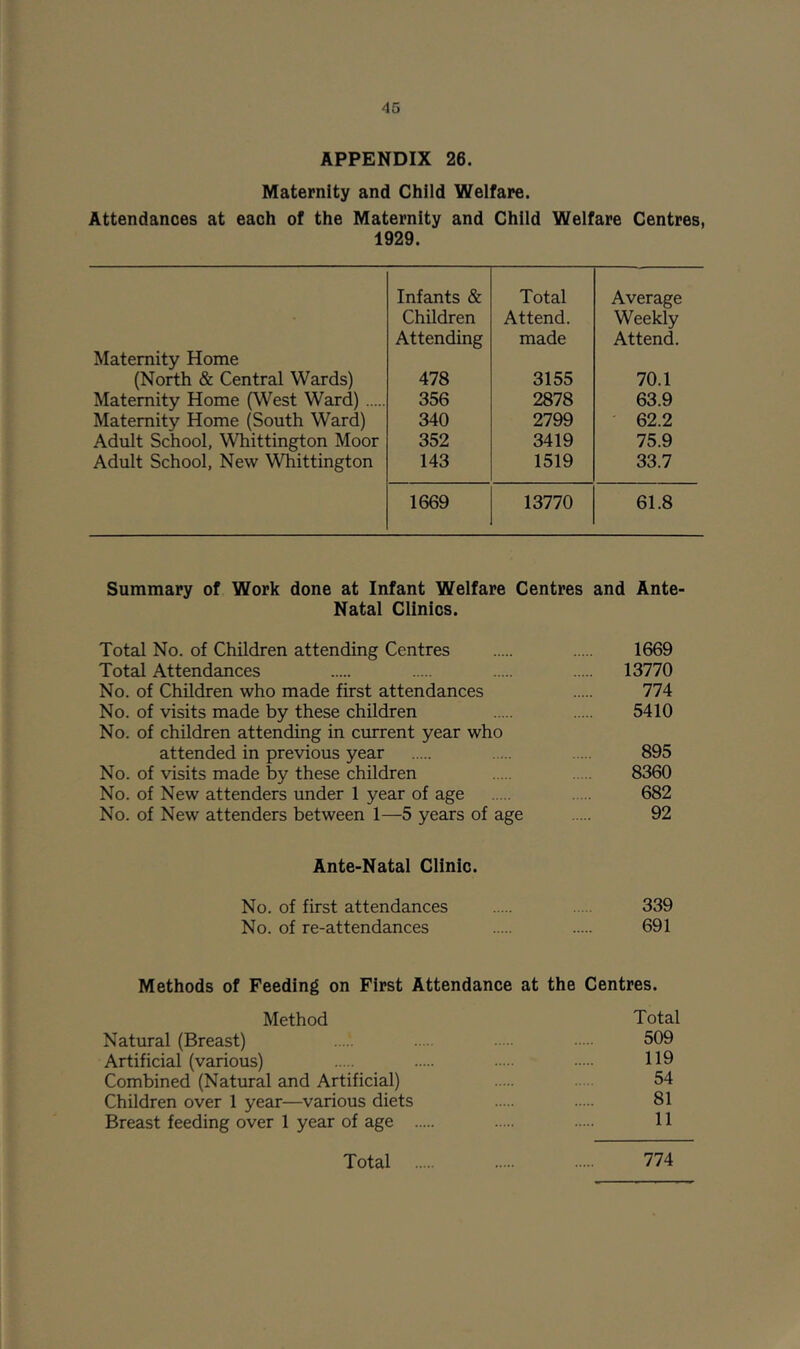 45
APPENDIX 26.
Maternity and Child Welfare.
Attendances at each of the Maternity and Child Welfare Centres,
1929.
Infants & Total Average
Children Attend. Weekly
Attending made Attend.
Maternity Home
(North & Central Wards) 478 3155 70.1
Maternity Home (West Ward) ..... 356 2878 63.9
Maternity Home (South Ward) 340 2799 62.2
Adult School, Whittington Moor 352 3419 75.9
Adult School, New Whittington 143 1519 33.7
1669 13770 61.8
Summary of Work done at Infant Welfare Centres and Ante-
Natal Clinics.
Total No. of Children attending Centres ..... ..... 1669
Total Attendances ..... ..... ..... ..... 13770
No. of Children who made first attendances ..... 774
No. of visits made by these children ..... ..... 5410
No. of children attending in current year who
attended in previous year ..... ..... ..... 895
No. of visits made by these children ..... ..... 8360
No. of New attenders under 1 year of age ..... ..... 682
No. of New attenders between 1—5 years of age ..... 92
Ante-Natal Clinic.
No. of first attendances ..... ..... 339
No. of re-attendances ..... ..... 691
Methods of Feeding on First Attendance at the Centres.
Method Total
Natural (Breast) ..... ..... ..... ..... 509
Artificial (various) ..... ..... ..... ..... 119
Combined (Natural and Artificial) ..... ..... 54
Children over 1 year—various diets ..... ..... 81
Breast feeding over 1 year of age ..... ..... ..... 11
Total ..... ..... ..... 774